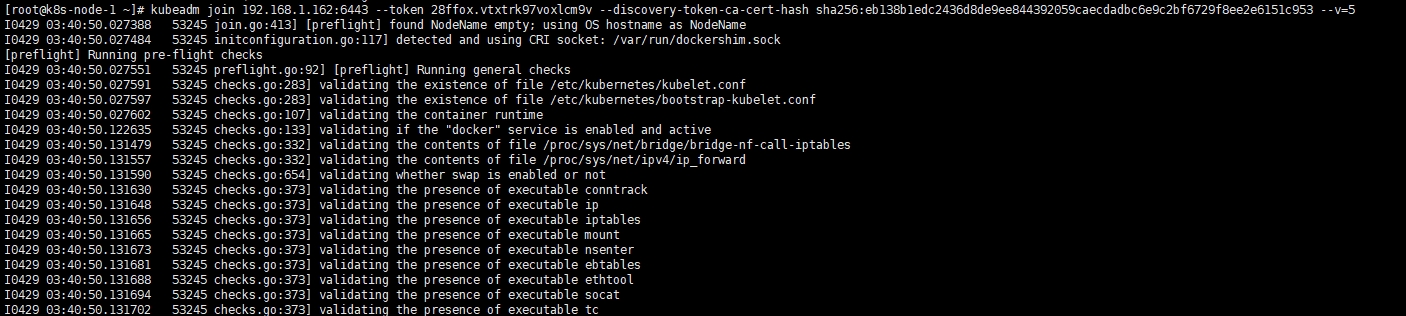 [root@k8s-node-1 ~]# kubeadm join 192.168.1.162:6443 --token 28ffox.vtxtrk97voxlcm9v --discovery-token-ca-cert-hash sha256:eb138b1edc2436d8de9ee844392059caecdadbc6e9c2bf6729f8ee2e6151c953 --v=5
I0429 03:40:50.027388   53245 join.go:413] [preflight] found NodeName empty; using OS hostname as NodeName
I0429 03:40:50.027484   53245 initconfiguration.go:117] detected and using CRI socket: /var/run/dockershim.sock
[preflight] Running pre-flight checks
I0429 03:40:50.027551   53245 preflight.go:92] [preflight] Running general checks
I0429 03:40:50.027591   53245 checks.go:283] validating the existence of file /etc/kubernetes/kubelet.conf
I0429 03:40:50.027597   53245 checks.go:283] validating the existence of file /etc/kubernetes/bootstrap-kubelet.conf
I0429 03:40:50.027602   53245 checks.go:107] validating the container runtime
I0429 03:40:50.122635   53245 checks.go:133] validating if the "docker" service is enabled and active
I0429 03:40:50.131479   53245 checks.go:332] validating the contents of file /proc/sys/net/bridge/bridge-nf-call-iptables
I0429 03:40:50.131557   53245 checks.go:332] validating the contents of file /proc/sys/net/ipv4/ip_forward
I0429 03:40:50.131590   53245 checks.go:654] validating whether swap is enabled or not
I0429 03:40:50.131630   53245 checks.go:373] validating the presence of executable conntrack
I0429 03:40:50.131648   53245 checks.go:373] validating the presence of executable ip
I0429 03:40:50.131656   53245 checks.go:373] validating the presence of executable iptables
I0429 03:40:50.131665   53245 checks.go:373] validating the presence of executable mount
I0429 03:40:50.131673   53245 checks.go:373] validating the presence of executable nsenter
I0429 03:40:50.131681   53245 checks.go:373] validating the presence of executable ebtables
I0429 03:40:50.131688   53245 checks.go:373] validating the presence of executable ethtool
I0429 03:40:50.131694   53245 checks.go:373] validating the presence of executable socat
I0429 03:40:50.131702   53245 checks.go:373] validating the presence of executable tc